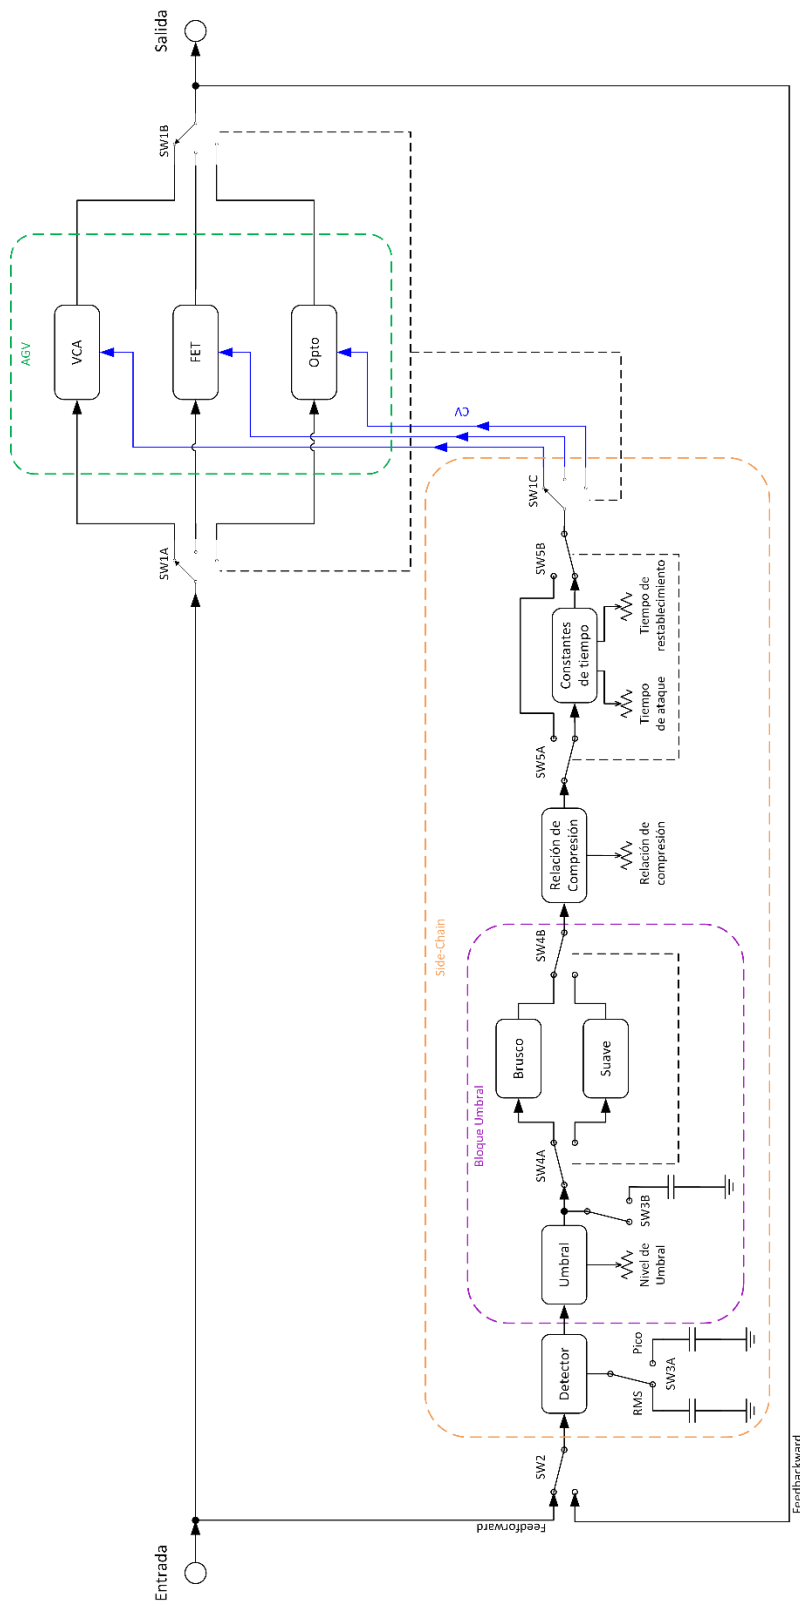 Entrada
Salida
SW1A
SW1B
AGV
VCA
FET
Opto
CV
Side-Chain
Bloque Umbral
Feedforward
SW2
Detector
RMS
Pico
SW3A
Umbral
Nivel de
Umbral
SW3B
SW4A
Brusco
Suave
SW4B
Relación de
Compresión
Relación de
compresión
SW5A
Constantes
de tiempo
Tiempo
de ataque
Tiempo de
restablecimiento
SW5B
SW1C
Feedbackward